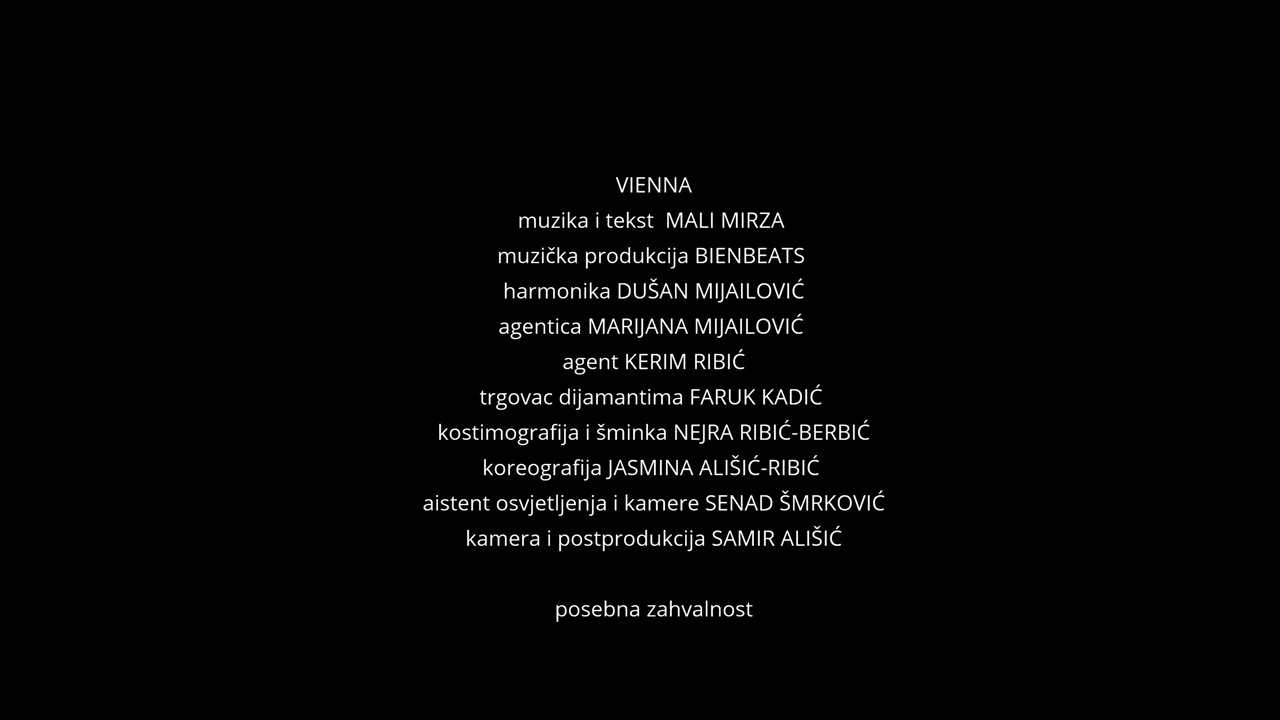 VIENNA
muzika i tekst  MALI MIRZA
muzička produkcija BIENBEATS
harmonika DUŠAN MIJAILOVIĆ
agentica MARIJANA MIJAILOVIĆ
agent KERIM RIBIĆ
trgovac dijamantima FARUK KADIĆ
kostimografija i šminka NEJRA RIBIĆ-BERBIĆ
koreografija JASMINA ALIŠIĆ-RIBIĆ
aistent osvjetljenja i kamere SENAD ŠMRKOVIĆ
kamera i postprodukcija SAMIR ALIŠIĆ
posebna zahvalnost